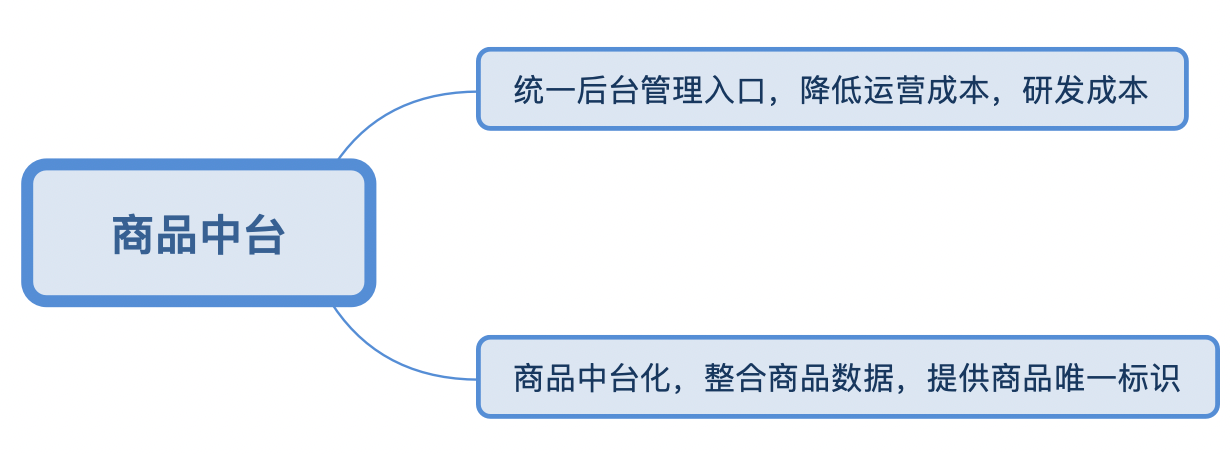 统一后台管理入口，降低运营成本，研发成本
商品中台
商品中台化，整合商品数据，提供商品唯一标识